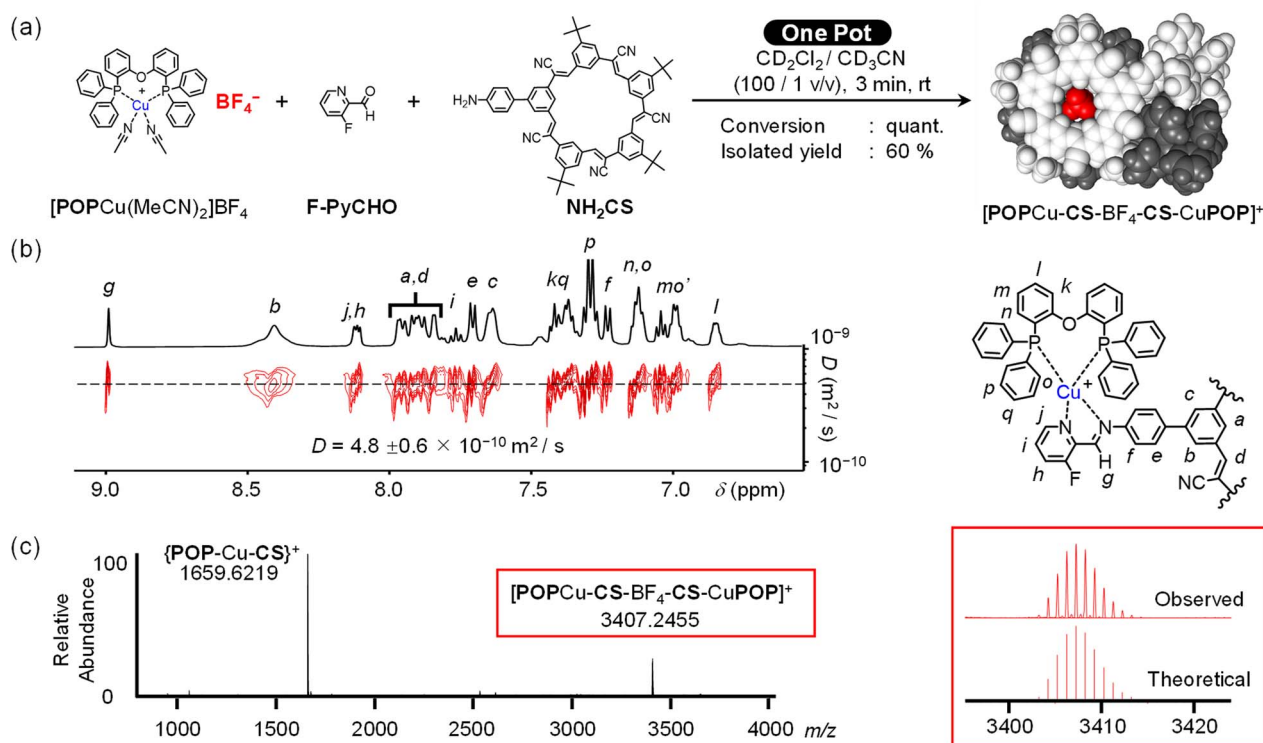 (a)
One Pot
CD₂Cl₂ / CD₃CN
(100 / 1 v/v), 3 min, rt
Conversion : quant.
Isolated yield : 60 %
O
P + P
Cu
N N
BF₄⁻
+
N O
H
F
+
H₂N
CN
CN
CN
NC
CN
[POPCu(MeCN)₂]BF₄
F-PyCHO
NH₂CS
[POPCu-CS-BF₄-CS-CuPOP]⁺
(b)
g b j,h a,d i e c kq p f n,o mo' l
10⁻⁹
D (m² / s)
10⁻¹⁰
D = 4.8 ±0.6 × 10⁻¹⁰ m² / s
9.0 8.5 8.0 7.5 7.0 δ (ppm)
l
m k
n O
P P
p o Cu +
q
j N N c a
i f e b d
h F H g
NC
(c)
Relative
Abundance
100
0
{POP-Cu-CS}⁺
1659.6219
[POPCu-CS-BF₄-CS-CuPOP]⁺
3407.2455
1000 1500 2000 2500 3000 3500 4000 m/z
Observed
Theoretical
3400 3410 3420